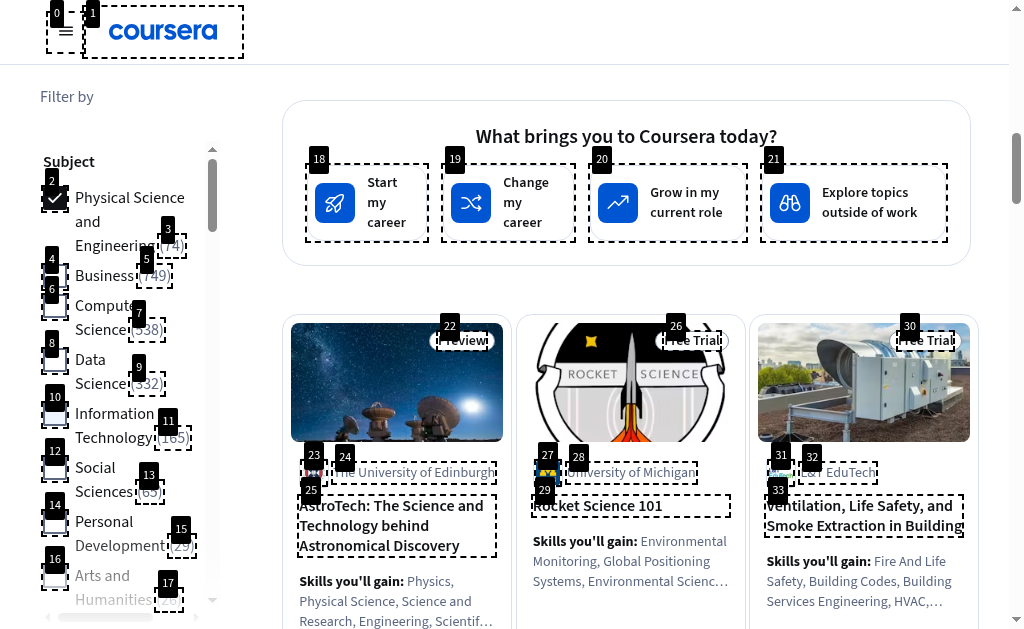 0
1
coursera
Filter by
Subject
2
Physical Science
and
Engineering (74)
3
4
Business (749)
5
6
Computer
Science (538)
7
8
Data
Science (332)
9
10
Information
Technology (165)
11
12
Social
Sciences (65)
13
14
Personal
Development (29)
15
16
Arts and
Humanities (26)
17
What brings you to Coursera today?
18
Start
my
career
19
Change
my
career
20
Grow in my
current role
21
Explore topics
outside of work
22
Preview
23
24
The University of Edinburgh
25
AstroTech: The Science and
Technology behind
Astronomical Discovery
Skills you'll gain: Physics,
Physical Science, Science and
Research, Engineering, Scientif…
26
Free Trial
ROCKET SCIENCE
27
28
University of Michigan
29
Rocket Science 101
Skills you'll gain: Environmental
Monitoring, Global Positioning
Systems, Environmental Scienc…
30
Free Trial
31
32
L&T EduTech
33
Ventilation, Life Safety, and
Smoke Extraction in Building
Skills you'll gain: Fire And Life
Safety, Building Codes, Building
Services Engineering, HVAC,…